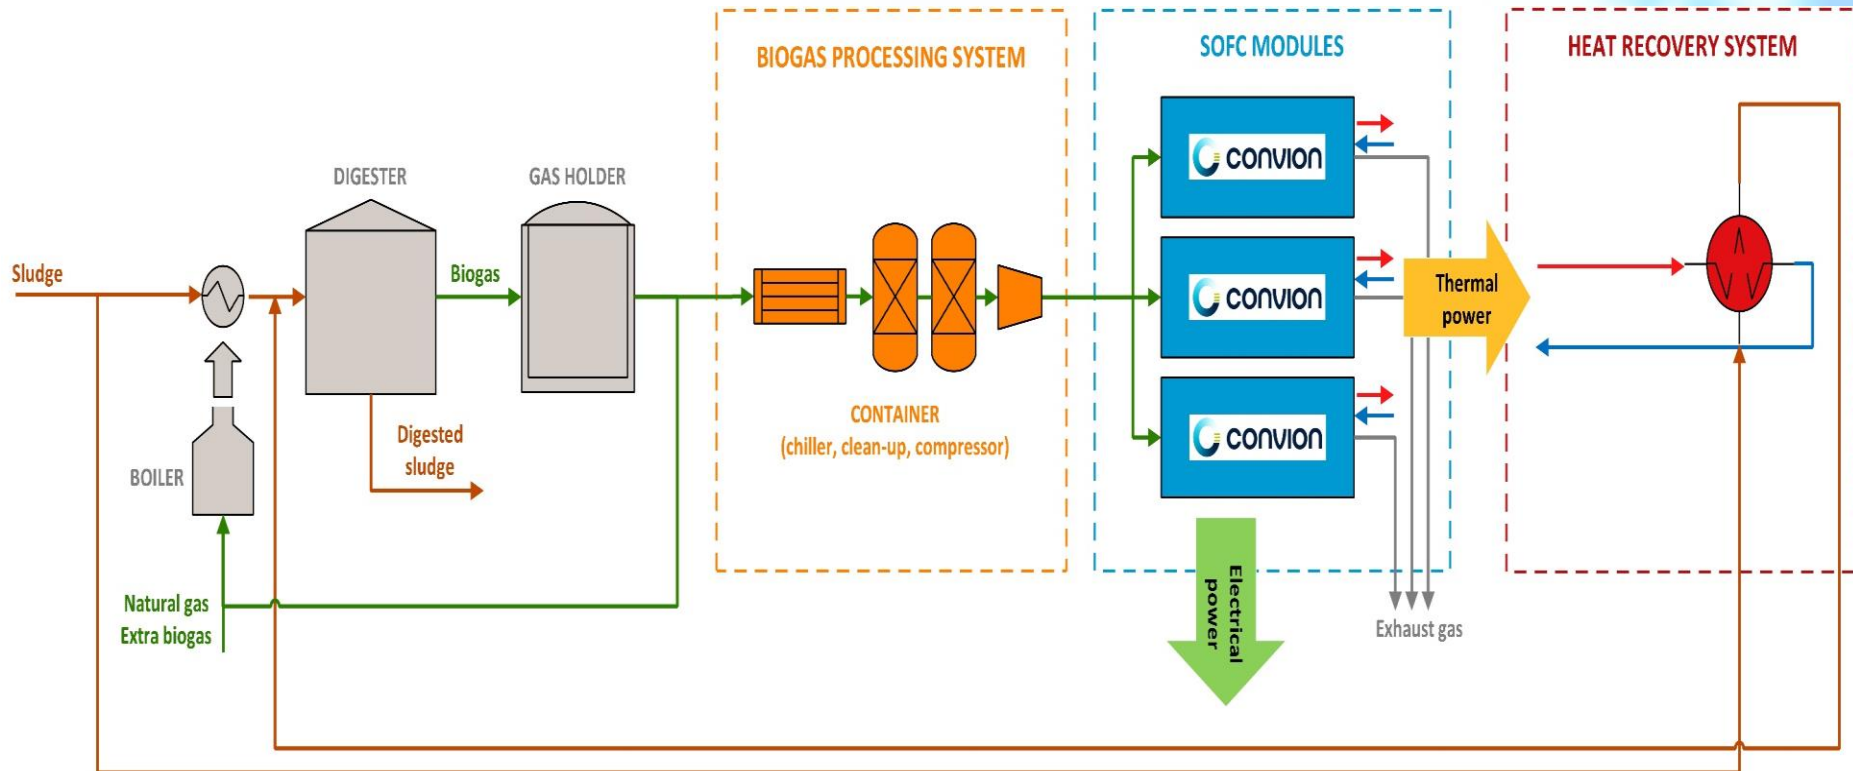 BIOGAS PROCESSING SYSTEM
SOFC MODULES
HEAT RECOVERY SYSTEM
DIGESTER
GAS HOLDER
Sludge
Biogas
CONVION
CONVION
CONVION
Thermal
power
CONTAINER
(chiller, clean-up, compressor)
Digested
sludge
BOILER
Natural gas
Extra biogas
Electrical
power
Exhaust gas